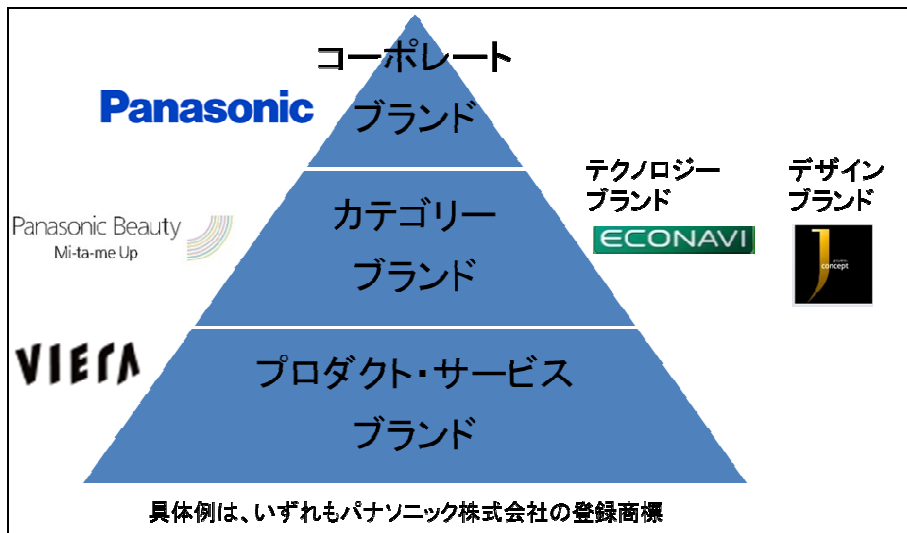 コーポレート
ブランド
Panasonic
カテゴリー
ブランド
Panasonic Beauty
Mi-ta-me Up
テクノロジー
ブランド
ECONAVI
デザイン
ブランド
J
concept
プロダクト・サービス
ブランド
VIERA
具体例は、いずれもパナソニック株式会社の登録商標